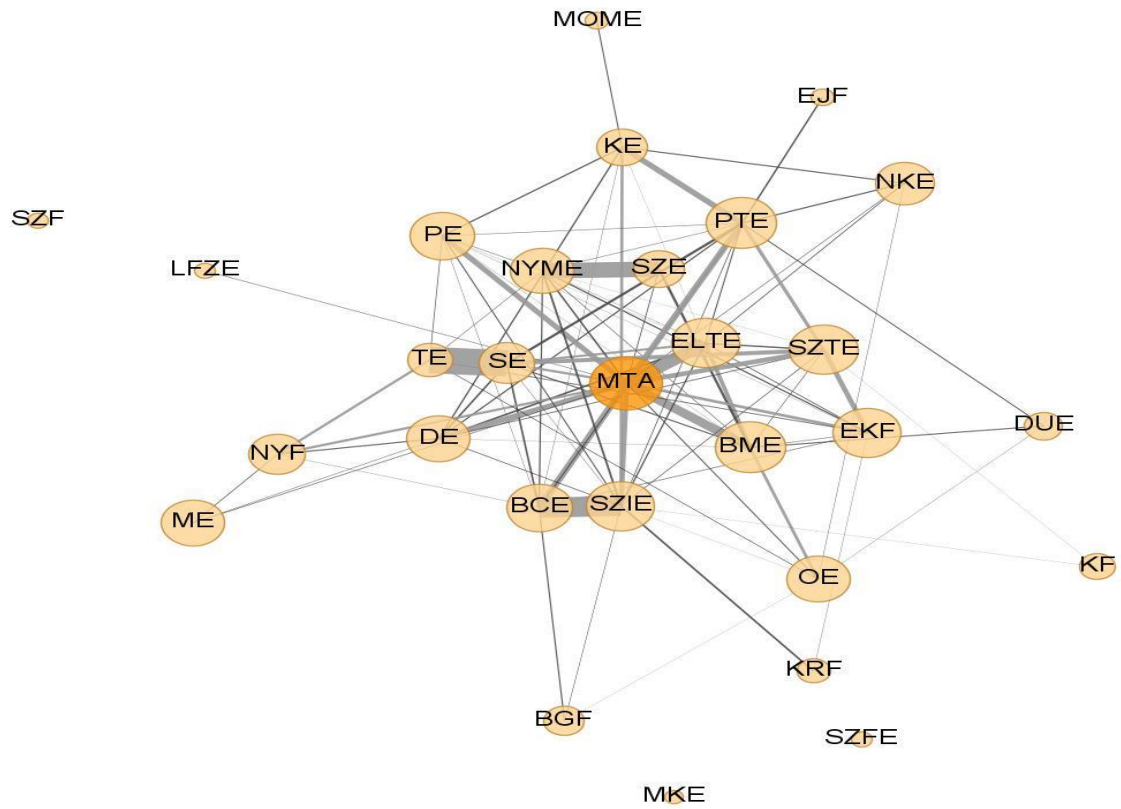 MOME
EJF
KE
NKE
SZF
PTE
PE
LFZE
NYME
SZE
ELTE
SZTE
TE
SE
MTA
DUE
EKF
DE
BME
NYF
BCE
SZIE
ME
KF
OE
KRF
BGF
SZFE
MKE